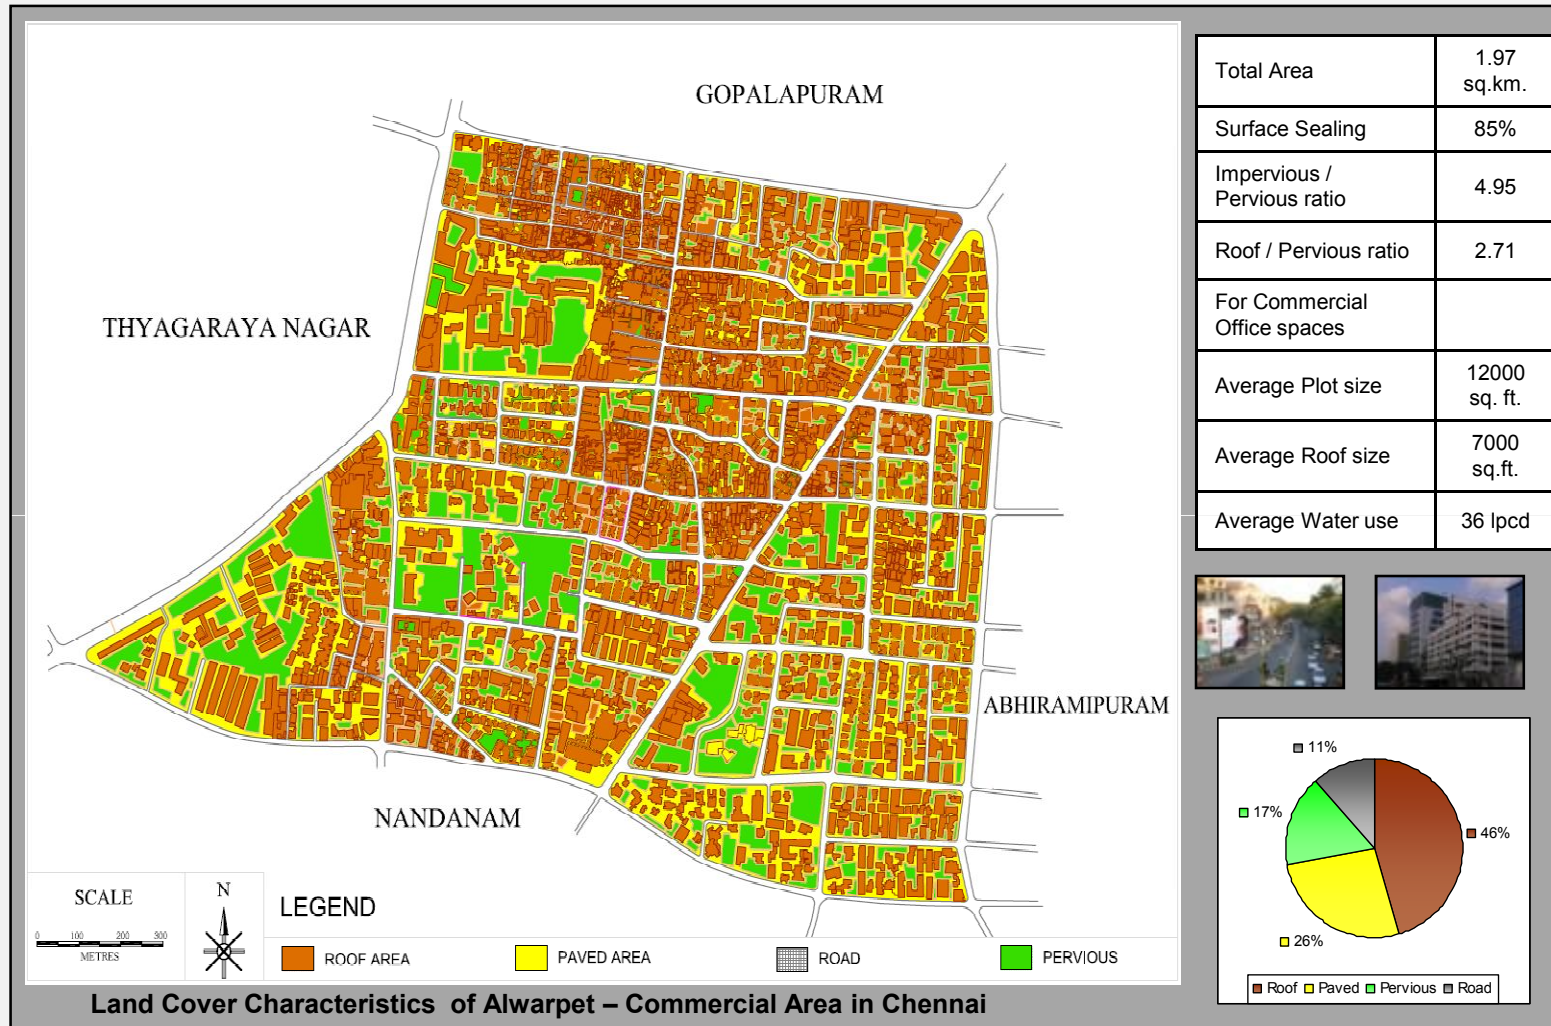 GOPALAPURAM
THYAGARAYA NAGAR
ABHIRAMIPURAM
NANDANAM
SCALE
0 100 200 300
METRES
N
LEGEND
ROOF AREA
PAVED AREA
ROAD
PERVIOUS
Land Cover Characteristics of Alwarpet – Commercial Area in Chennai
Total Area
1.97
sq.km.
Surface Sealing
85%
Impervious /
Pervious ratio
4.95
Roof / Pervious ratio
2.71
For Commercial
Office spaces
Average Plot size
12000
sq. ft.
Average Roof size
7000
sq.ft.
Average Water use
36 lpcd
11%
17%
46%
26%
Roof Paved Pervious Road